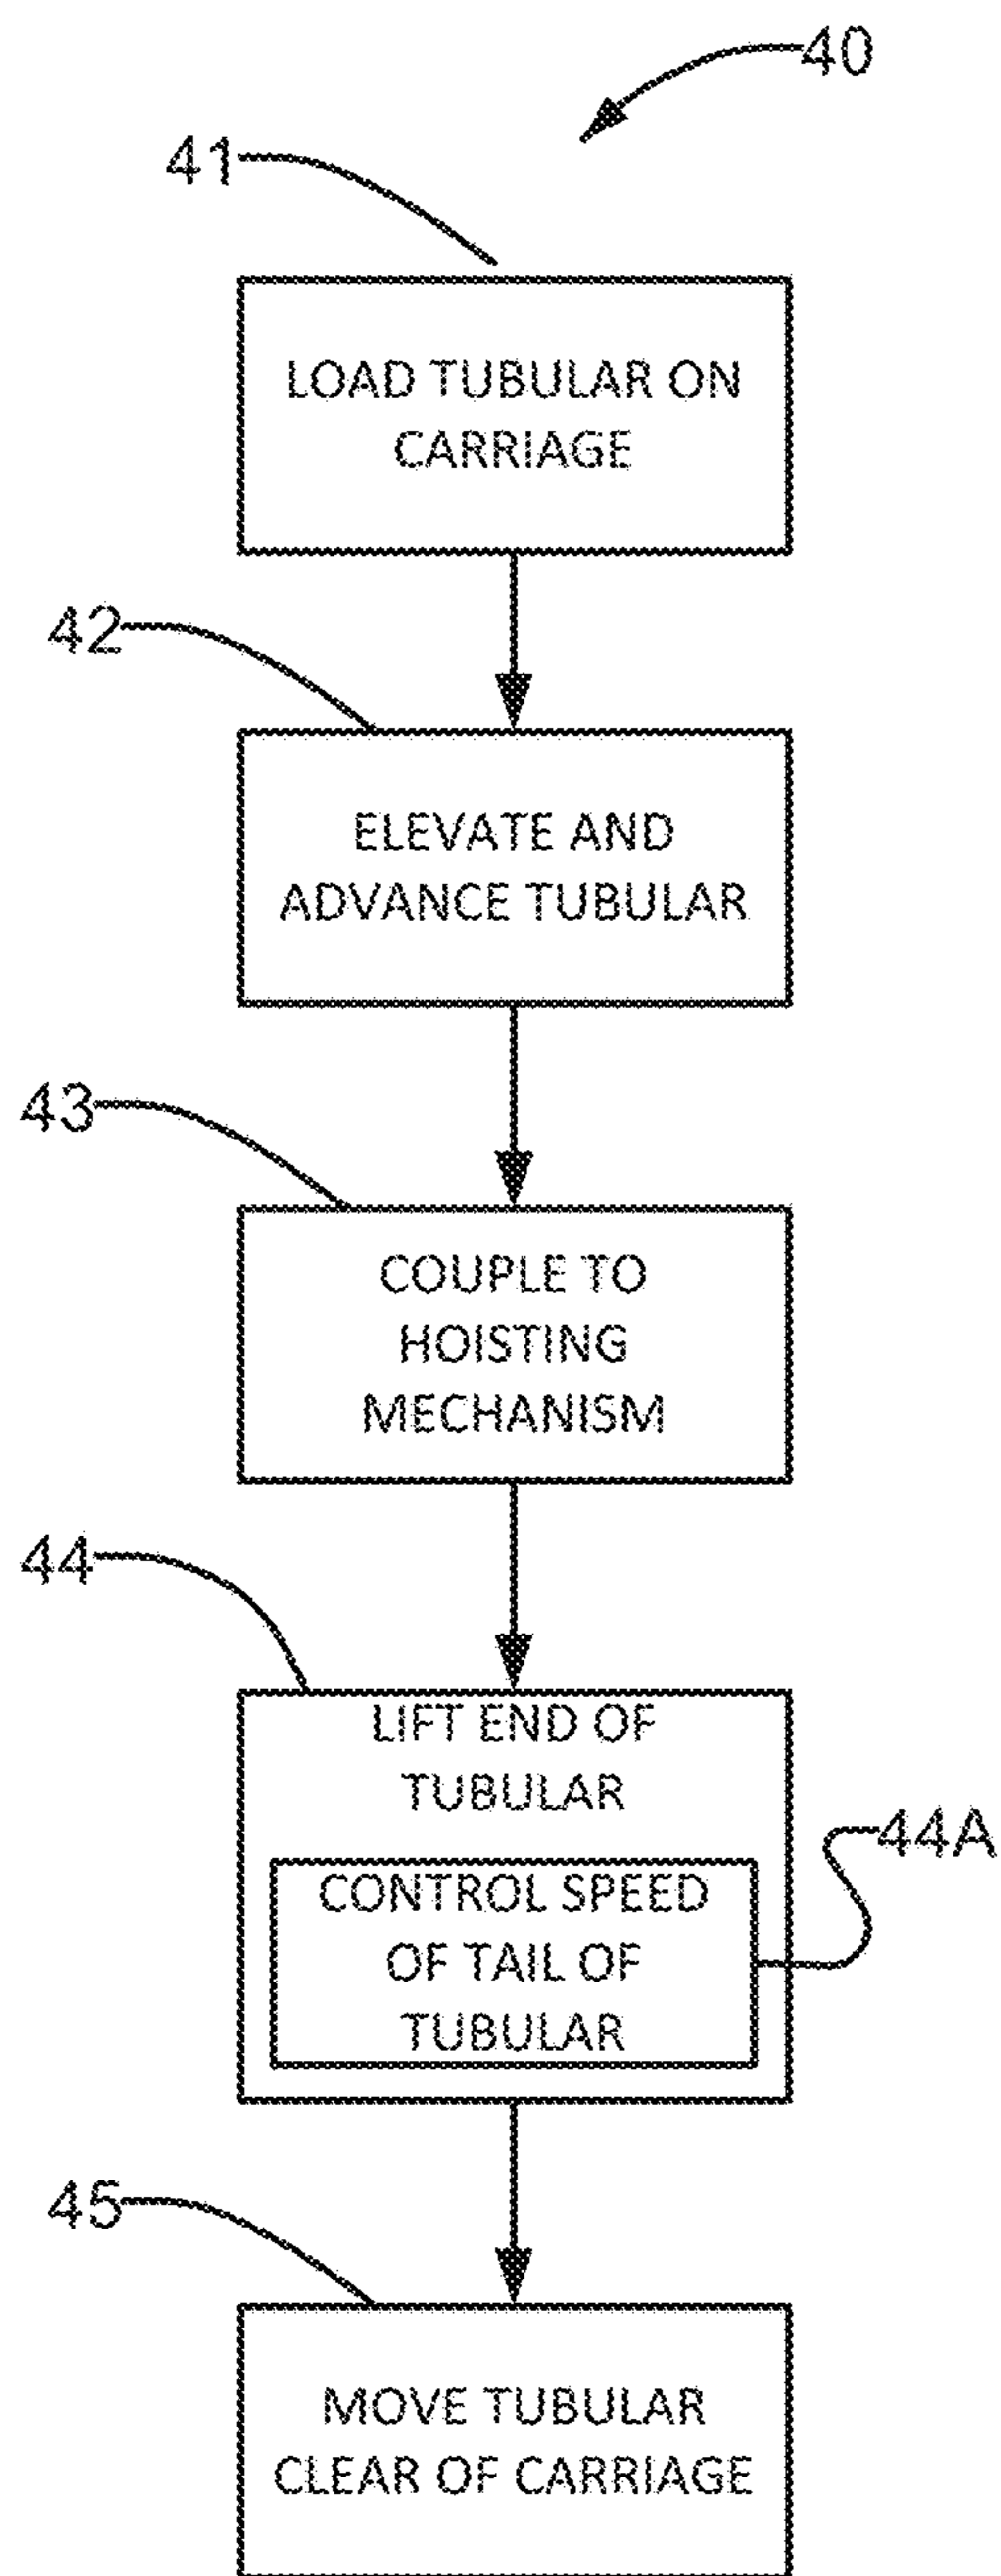 40
41
LOAD TUBULAR ON
CARRIAGE
42
ELEVATE AND
ADVANCE TUBULAR
43
COUPLE TO
HOISTING
MECHANISM
44
LIFT END OF
TUBULAR
44A
CONTROL SPEED
OF TAIL OF
TUBULAR
45
MOVE TUBULAR
CLEAR OF CARRIAGE